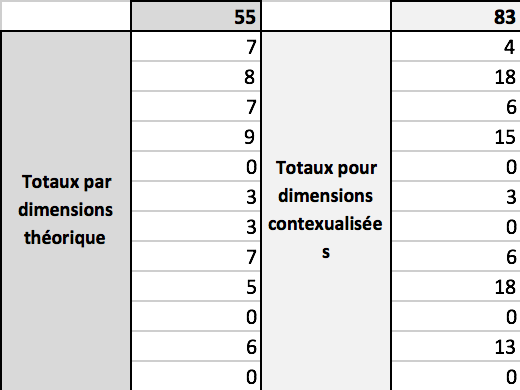 55 83
7 4
8 18
7 6
9 15
0 0
Totaux par
dimensions
théorique
Totaux pour
dimensions
contexualisée
s
3 3
3 0
7 6
5 18
0 0
6 13
0 0